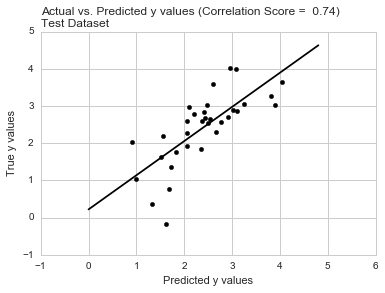 Actual vs. Predicted y values (Correlation Score =  0.74)
Test Dataset
5
4
3
2
1
0
−1
True y values
−1 0 1 2 3 4 5 6
Predicted y values